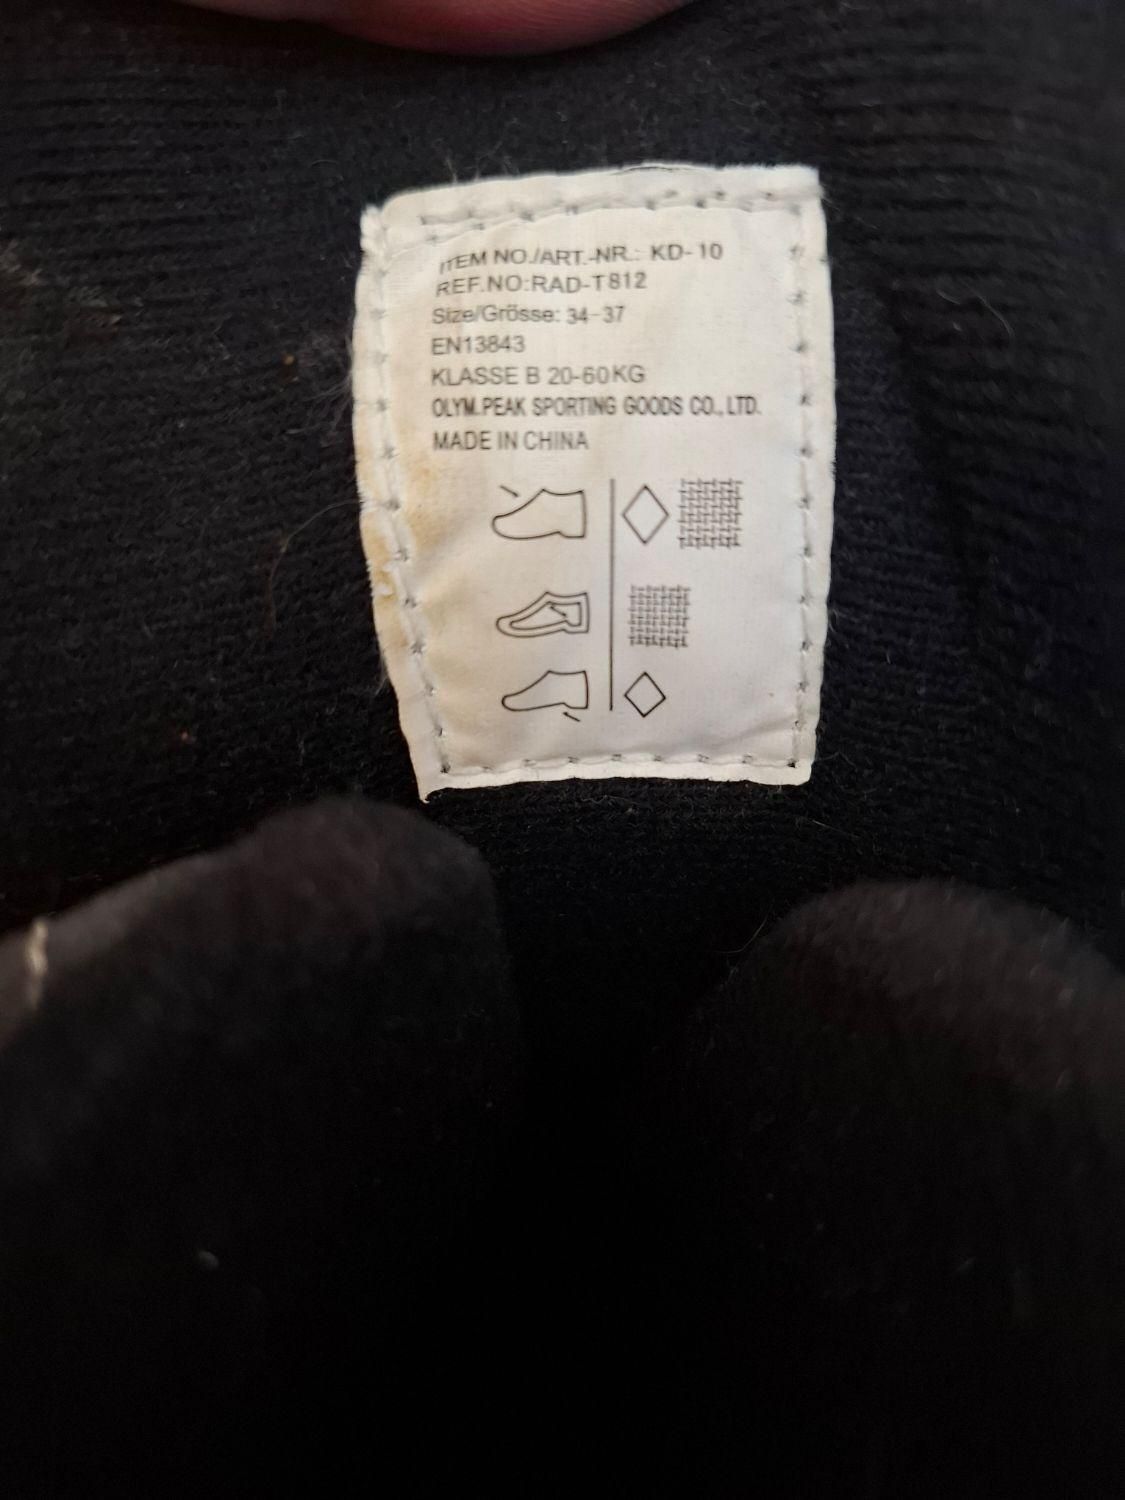 ITEM NO./ART.-NR.: KD-10
REF.NO:RAD-T812
Size/Grösse: 34-37
EN13843
KLASSE B 20-60KG
OLYM.PEAK SPORTING GOODS CO., LTD.
MADE IN CHINA